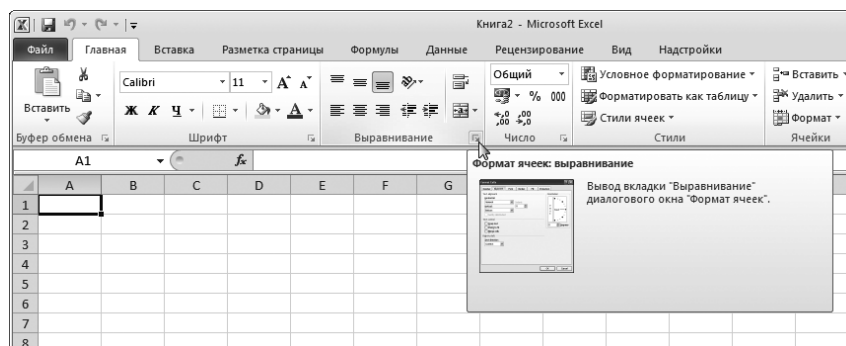 Книга2 - Microsoft Excel
Файл Главная Вставка Разметка страницы Формулы Данные Рецензирование Вид Надстройки
Вставить
Calibri 11
Ж К Ч
Общий
% 000
Условное форматирование
Форматировать как таблицу
Стили ячеек
Вставить
Удалить
Формат
Буфер обмена Шрифт Выравнивание Число Стили Ячейки
A1 fx
A B C D E F G
1
2
3
4
5
6
7
8
Формат ячеек: выравнивание
Вывод вкладки "Выравнивание"
диалогового окна "Формат ячеек".